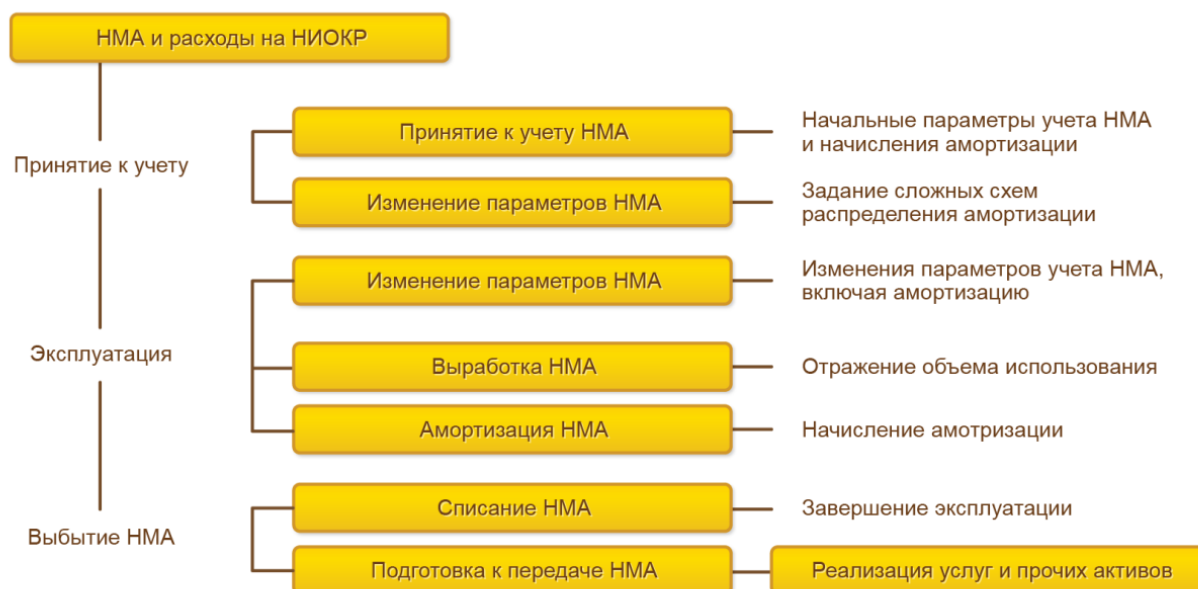 НМА и расходы на НИОКР
Принятие к учету
Принятие к учету НМА
Начальные параметры учета НМА
и начисления амортизации
Изменение параметров НМА
Задание сложных схем
распределения амортизации
Эксплуатация
Изменение параметров НМА
Изменения параметров учета НМА,
включая амортизацию
Выработка НМА
Отражение объема использования
Амортизация НМА
Начисление амотризации
Выбытие НМА
Списание НМА
Завершение эксплуатации
Подготовка к передаче НМА
Реализация услуг и прочих активов